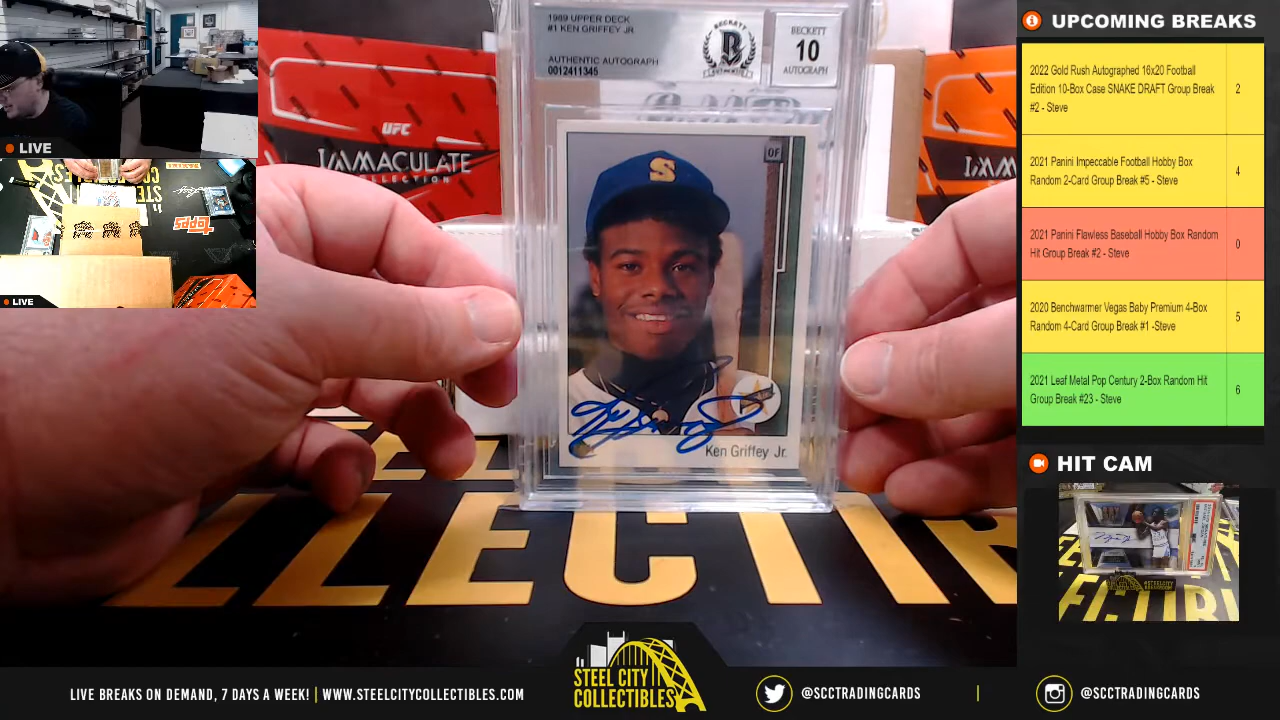 LIVE
LIVE
topps
1989 UPPER DECK
#1 KEN GRIFFEY JR
AUTHENTIC AUTOGRAPH
0012411345
BECKETT
10
AUTOGRAPH
UFC
IMMACULATE
COLLECTION
IMM
S
OF
Ken Griffey Jr.
LLECTIR
UPCOMING BREAKS
2022 Gold Rush Autographed 16x20 Football
Edition 10-Box Case SNAKE DRAFT Group Break
#2 - Steve
2
2021 Panini Impeccable Football Hobby Box
Random 2-Card Group Break #5 - Steve
4
2021 Panini Flawless Baseball Hobby Box Random
Hit Group Break #2 - Steve
0
2020 Benchwarmer Vegas Baby Premium 4-Box
Random 4-Card Group Break #1 -Steve
5
2021 Leaf Metal Pop Century 2-Box Random Hit
Group Break #23 - Steve
6
HIT CAM
LIVE BREAKS ON DEMAND, 7 DAYS A WEEK! | WWW.STEELCITYCOLLECTIBLES.COM
STEEL CITY
COLLECTIBLES
@SCCTRADINGCARDS
|
@SCCTRADINGCARDS